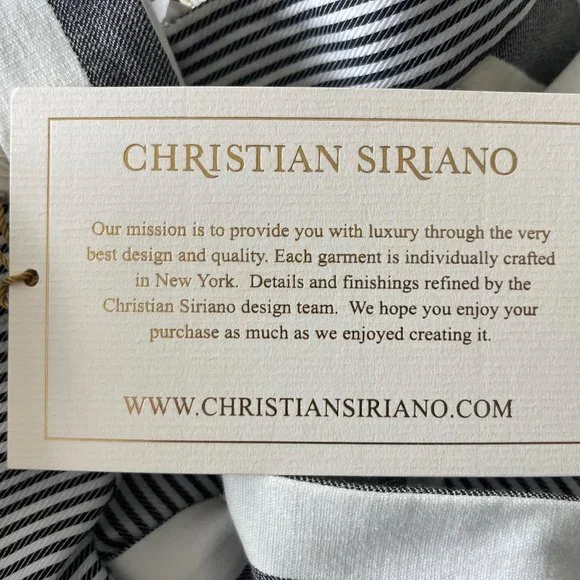 CHRISTIAN SIRIANO
Our mission is to provide you with luxury through the very
best design and quality. Each garment is individually crafted
in New York. Details and finishings refined by the
Christian Siriano design team. We hope you enjoy your
purchase as much as we enjoyed creating it.
WWW.CHRISTIANSIRIANO.COM